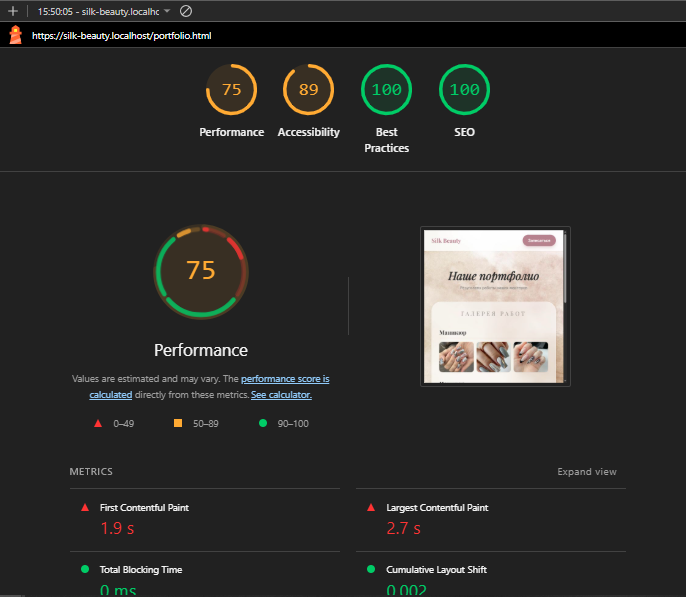 15:50:05 - silk-beauty.localhc
https://silk-beauty.localhost/portfolio.html
75
89
100
100
Performance
Accessibility
Best
Practices
SEO
75
Performance
Values are estimated and may vary. The performance score is
calculated directly from these metrics. See calculator.
0–49
50–89
90–100
Silk Beauty
Записаться
Наше портфолио
ГАЛЕРЕЯ РАБОТ
Маникюр
METRICS
Expand view
First Contentful Paint
1.9 s
Largest Contentful Paint
2.7 s
Total Blocking Time
0 ms
Cumulative Layout Shift
0.002